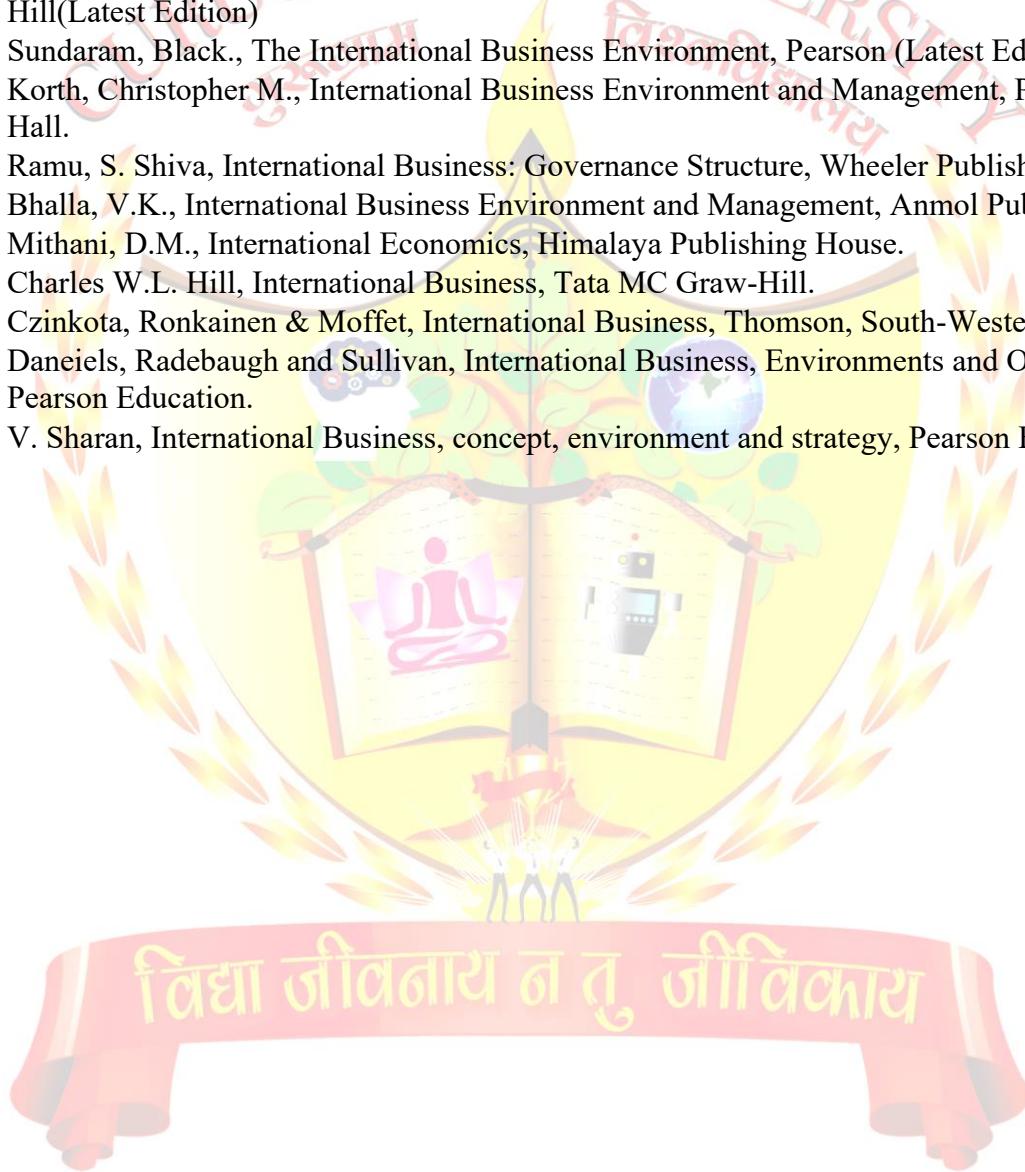 Hill(Latest Edition)
Sundaram, Black., The International Business Environment, Pearson (Latest Ed
Korth, Christopher M., International Business Environment and Management,
Hall.
Ramu, S. Shiva, International Business: Governance Structure, Wheeler Publish
Bhalla, V.K., International Business Environment and Management, Anmol Pub
Mithani, D.M., International Economics, Himalaya Publishing House.
Charles W.L. Hill, International Business, Tata MC Graw-Hill.
Czinkota, Ronkainen & Moffet, International Business, Thomson, South-Weste
Daneiels, Radebaugh and Sullivan, International Business, Environments and O
Pearson Education.
V. Sharan, International Business, concept, environment and strategy, Pearson
विद्या जीवनाय न तु जीविकाय